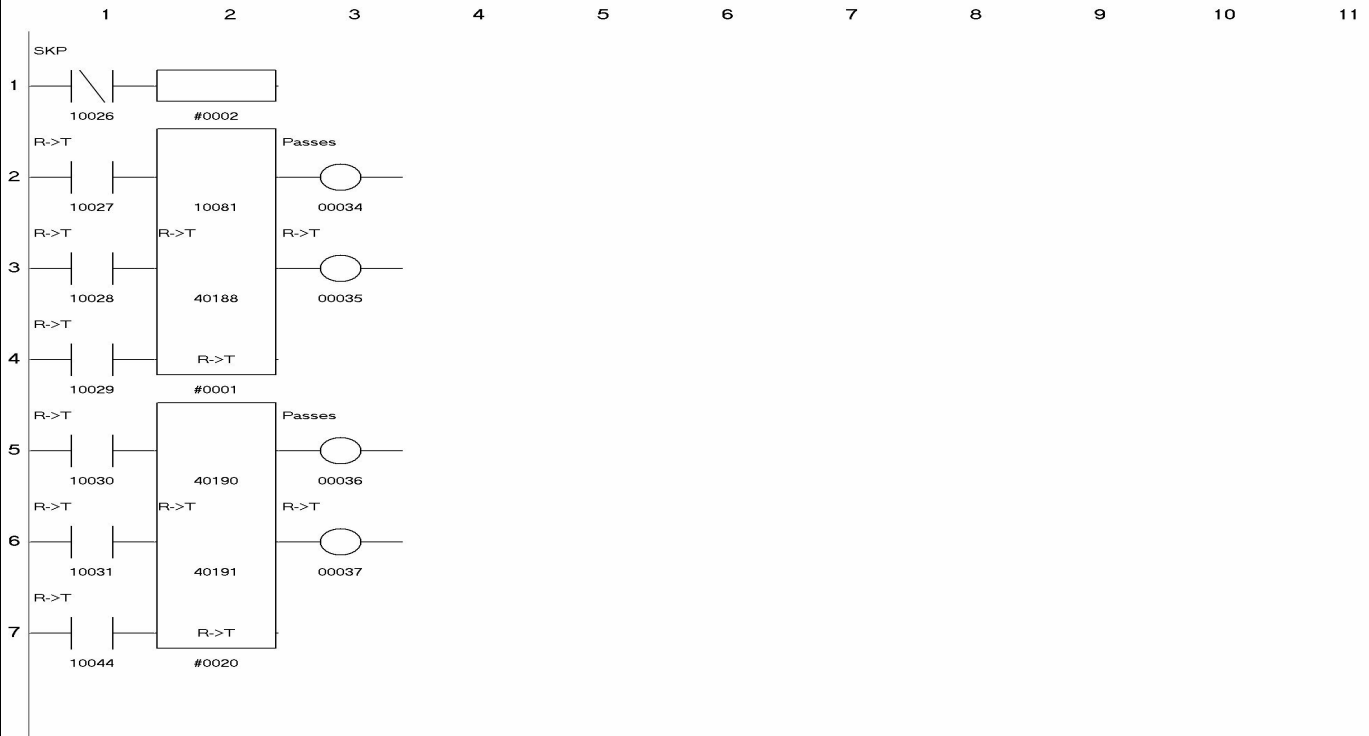 1 2 3 4 5 6 7 8 9 10 11
SKP
1
10026 #0002
R->T Passes
2
10027 10081 00034
R->T R->T R->T
3
10028 40188 00035
R->T
4 R->T
10029 #0001
R->T Passes
5
10030 40190 00036
R->T R->T R->T
6
10031 40191 00037
R->T
7 R->T
10044 #0020